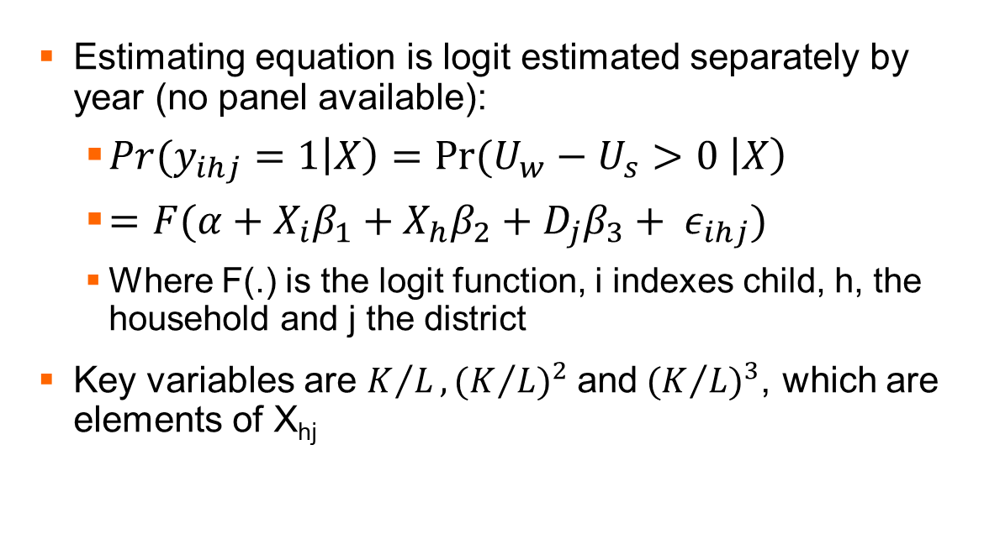 ▪ Estimating equation is logit estimated separately by
year (no panel available):
▪ $Pr(y_{ihj} = 1|X) = \Pr(U_w - U_s > 0 \,|X)$
▪ $= F(\alpha + X_i\beta_1 + X_h\beta_2 + D_j\beta_3 + \epsilon_{ihj})$
▪ Where F(.) is the logit function, i indexes child, h, the
household and j the district
▪ Key variables are $K/L$, $(K/L)^2$ and $(K/L)^3$, which are
elements of X$_{hj}$